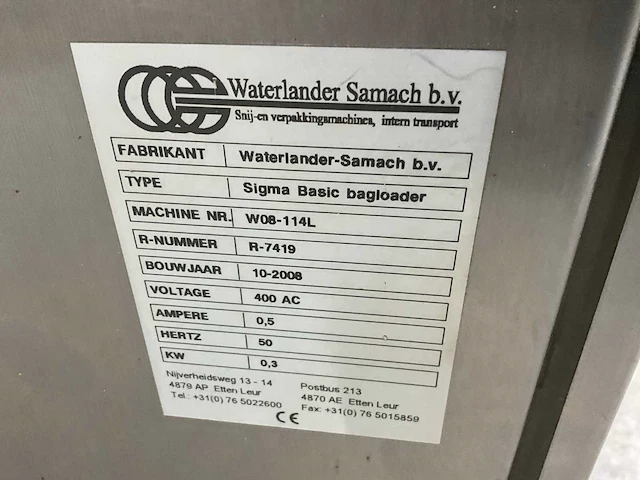 Waterlander Samach b.v.
Snij-en verpakkingsmachines, intern transport
FABRIKANT Waterlander-Samach b.v.
TYPE Sigma Basic bagloader
MACHINE NR. W08-114L
R-NUMMER R-7419
BOUWJAAR 10-2008
VOLTAGE 400 AC
AMPERE 0,5
HERTZ 50
KW 0,3
Nijverheidsweg 13 - 14 Postbus 213
4879 AP Etten Leur 4870 AE Etten Leur
Tel.: +31(0) 76 5022600 Fax: +31(0) 76 5015859
CE